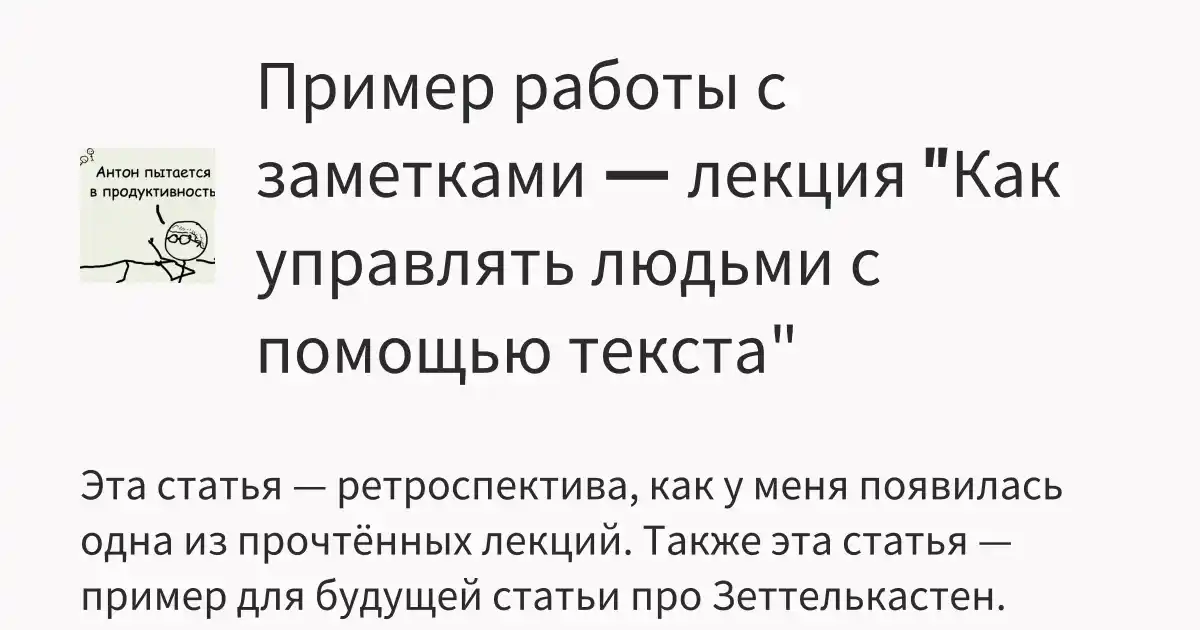 Пример работы с
заметками — лекция "Как
управлять людьми с
помощью текста"
Антон пытается
в продуктивность
Эта статья — ретроспектива, как у меня появилась
одна из прочтённых лекций. Также эта статья —
пример для будущей статьи про Зеттелькастен.